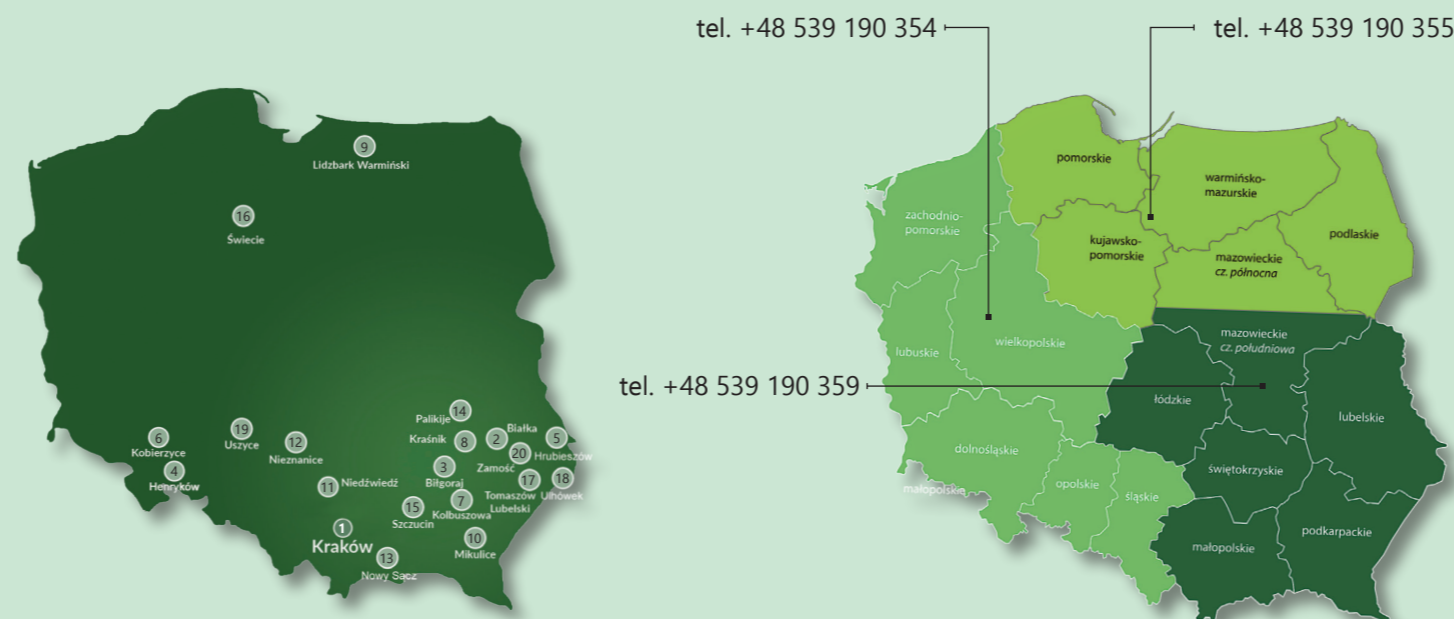 tel. +48 539 190 354
tel. +48 539 190 355
9
Lidzbark Warmiński
16
Świecie
14
Palikije
19
Uszyce
6
Kobierzyce
12
Nieznanice
Kraśnik
8
2
Białka
5
Hrubieszów
20
Zamość
4
Henryków
3
Biłgoraj
11
Niedźwiedź
17
Tomaszów
Lubelski
18
Ulhówek
7
Kolbuszowa
15
Szczucin
1
Kraków
10
Mikulice
13
Nowy Sącz
pomorskie
warmińsko-
mazurskie
zachodnio-
pomorskie
kujawsko-
pomorskie
podlaskie
mazowieckie
cz. północna
mazowieckie
cz. południowa
lubuskie
wielkopolskie
tel. +48 539 190 359
łódzkie
lubelskie
dolnośląskie
świętokrzyskie
małopolskie
opolskie
śląskie
podkarpackie
małopolskie